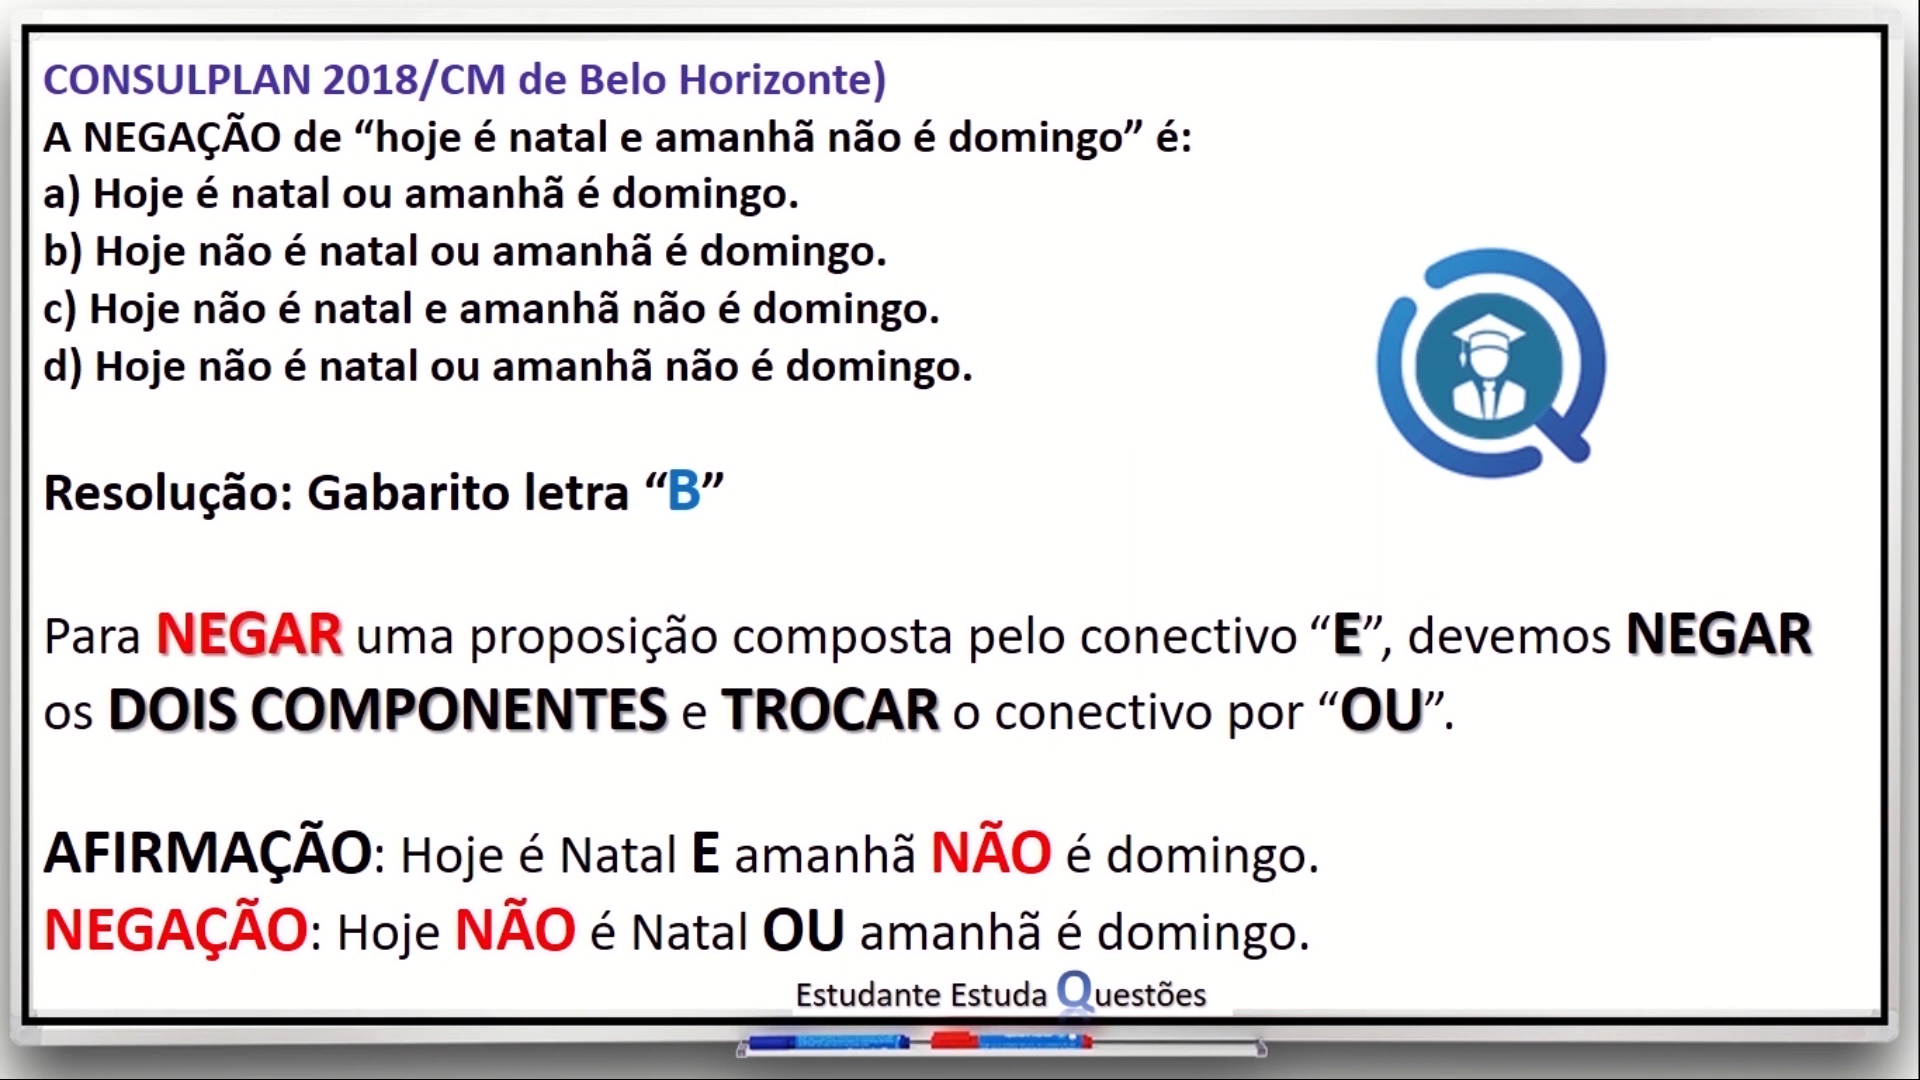 CONSULPLAN 2018/CM de Belo Horizonte)
A NEGAÇÃO de “hoje é natal e amanhã não é domingo” é:
a) Hoje é natal ou amanhã é domingo.
b) Hoje não é natal ou amanhã é domingo.
c) Hoje não é natal e amanhã não é domingo.
d) Hoje não é natal ou amanhã não é domingo.
Resolução: Gabarito letra “B”
Para NEGAR uma proposição composta pelo conectivo “E”, devemos NEGAR
os DOIS COMPONENTES e TROCAR o conectivo por “OU”.
AFIRMAÇÃO: Hoje é Natal E amanhã NÃO é domingo.
NEGAÇÃO: Hoje NÃO é Natal OU amanhã é domingo.
Estudante Estuda Questões